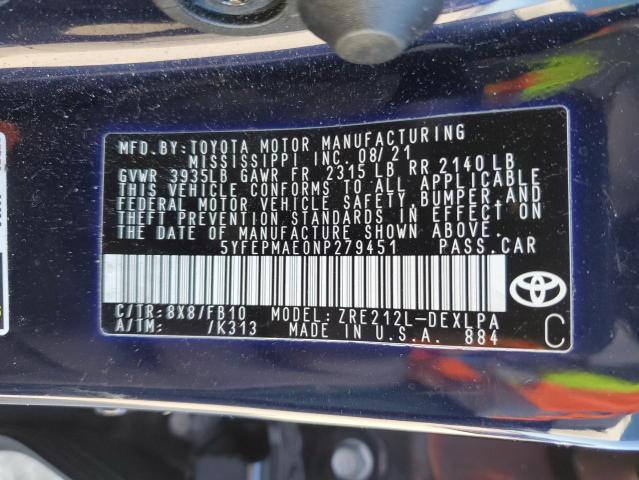 MFD.BY:TOYOTA MOTOR MANUFACTURING
MISSISSIPPI INC. 08/21
GVWR 3935LB GAWR FR 2315 LB RR 2140 LB
THIS VEHICLE CONFORMS TO ALL APPLICABLE
FEDERAL MOTOR VEHICLE SAFETY, BUMPER, AND
THEFT PREVENTION STANDARDS IN EFFECT ON
THE DATE OF MANUFACTURE SHOWN ABOVE.
5YFEPMAE0NP279451 PASS.CAR
C/TR:8X8/FB10 MODEL: ZRE212L-DEXLPA
A/TM: /K313 MADE IN U.S.A. 884
C